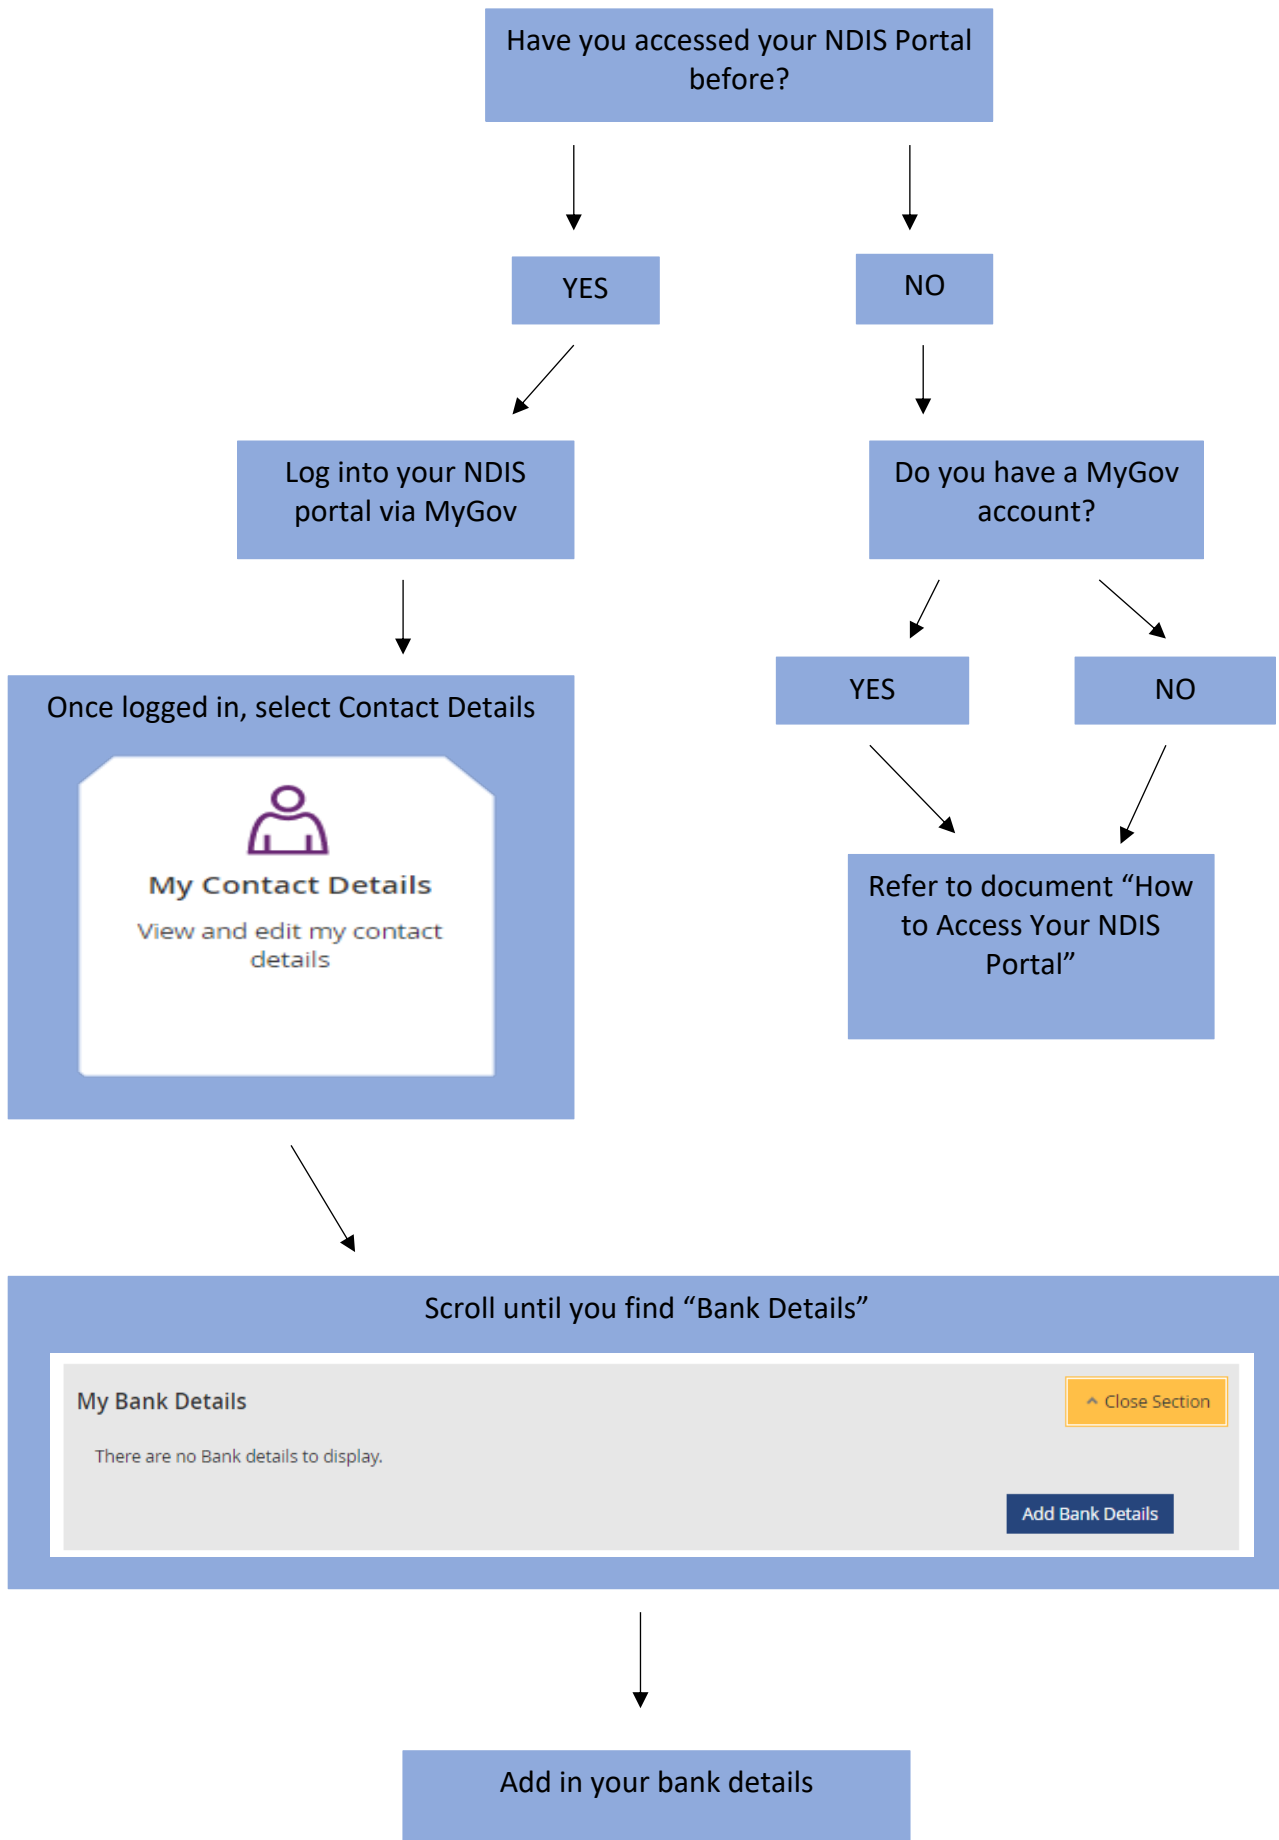 Have you accessed your NDIS Portal
before?
YES
NO
Log into your NDIS
portal via MyGov
Do you have a MyGov
account?
Once logged in, select Contact Details
My Contact Details
View and edit my contact
details
YES
NO
Refer to document “How
to Access Your NDIS
Portal”
Scroll until you find “Bank Details”
My Bank Details
Close Section
There are no Bank details to display.
Add Bank Details
Add in your bank details